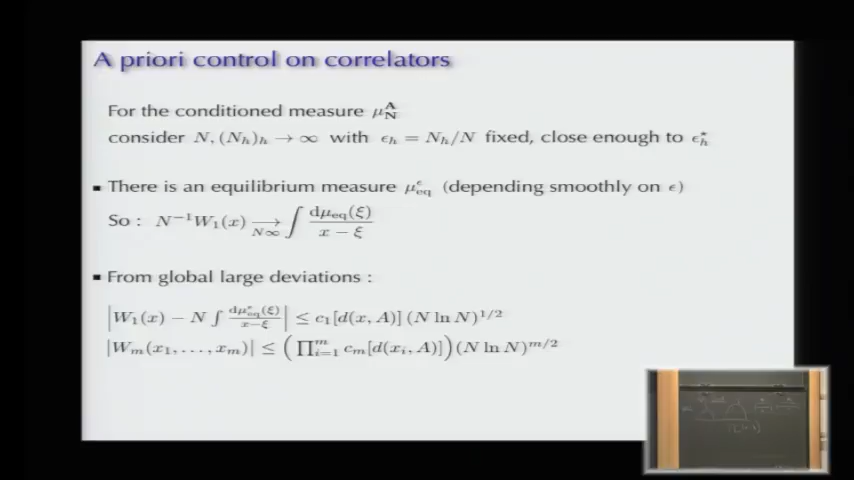 A priori control on correlators
For the conditioned measure μ_N^A
consider N, (N_h)_h → ∞ with ϵ_h = N_h/N fixed, close enough to ϵ_h^*
▪ There is an equilibrium measure μ_eq^ϵ (depending smoothly on ϵ)
So : N^{-1}W_1(x) →_{N∞} ∫ dμ_eq(ξ)/(x − ξ)
▪ From global large deviations :
|W_1(x) − N ∫ dμ_eq^ϵ(ξ)/(x−ξ)| ≤ c_1[d(x, A)] (N ln N)^{1/2}
|W_m(x_1, . . . , x_m)| ≤ (∏_{i=1}^m c_m[d(x_i, A)])(N ln N)^{m/2}